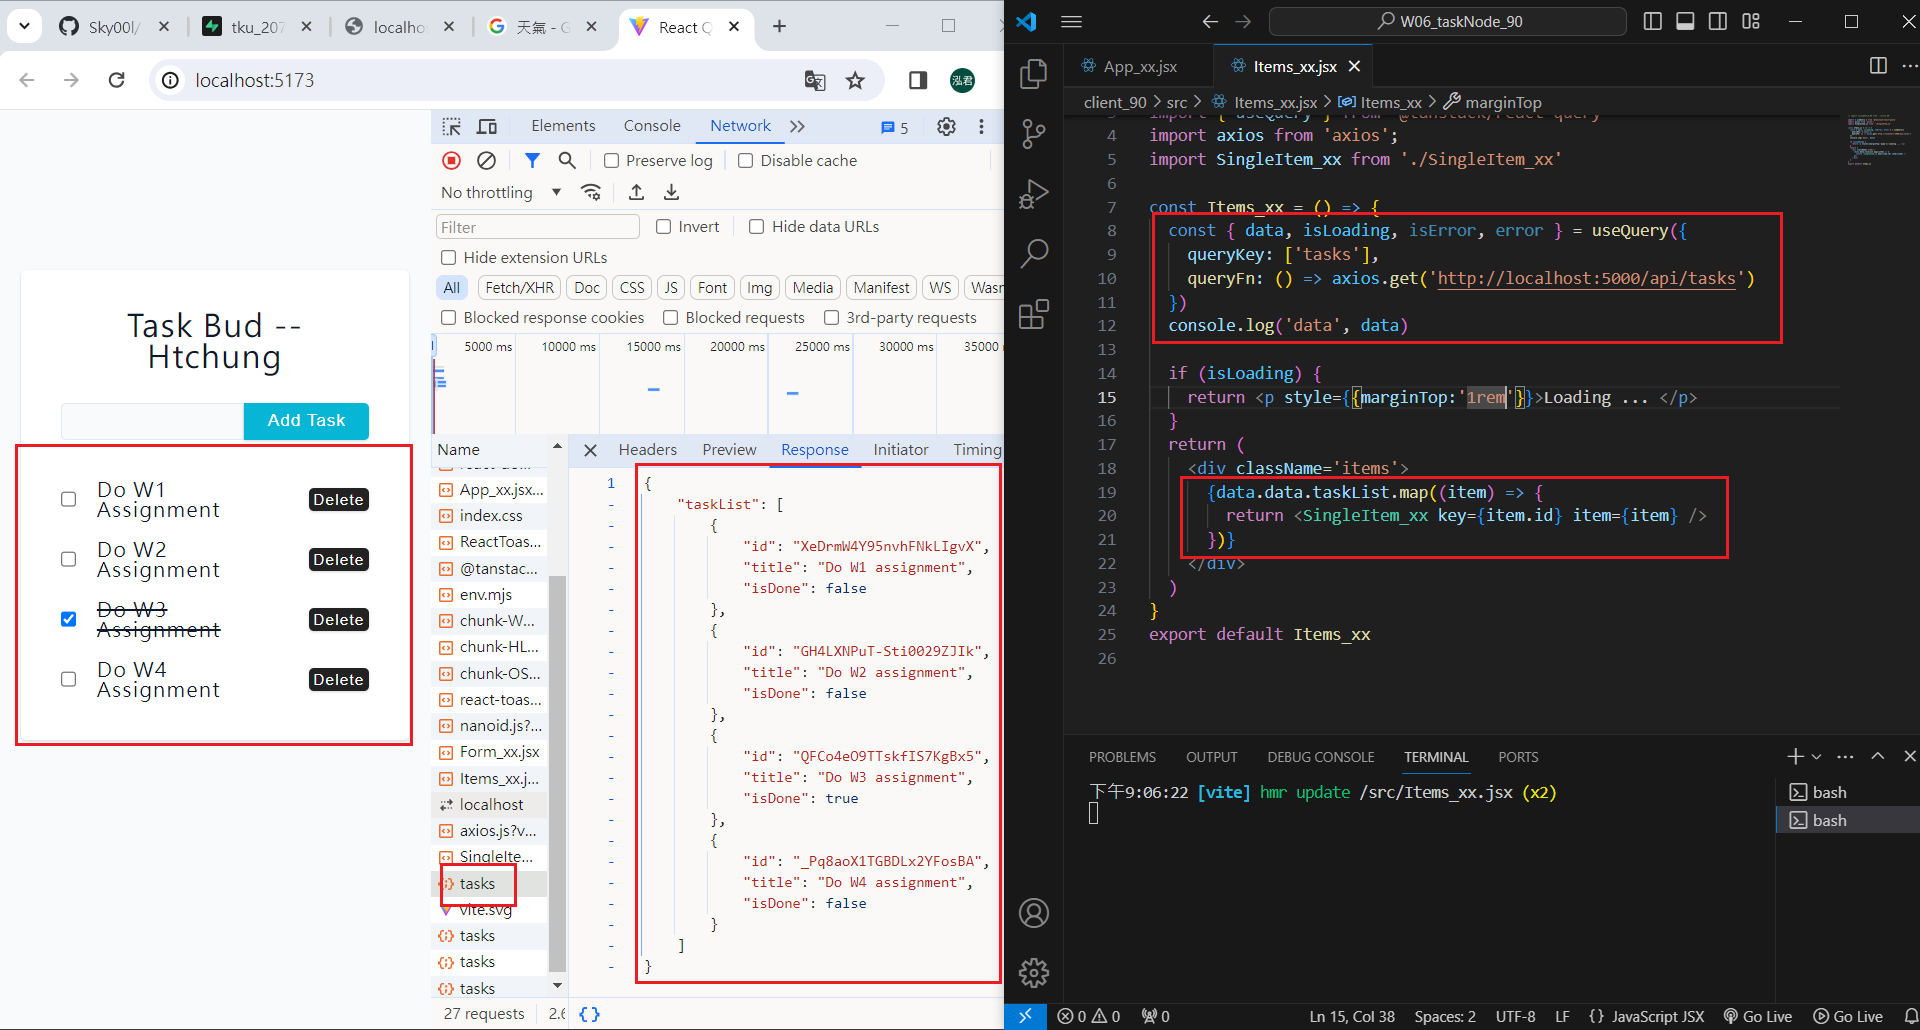 Sky00l/
tku_207
localho
天氣 - G
React Q
localhost:5173
泓君
Task Bud --
Htchung
Add Task
Do W1
Assignment
Delete
Do W2
Assignment
Delete
Do W3
Assignment
Delete
Do W4
Assignment
Delete
Elements Console Network 5
Preserve log Disable cache
No throttling
Filter Invert Hide data URLs
Hide extension URLs
All Fetch/XHR Doc CSS JS Font Img Media Manifest WS Wasm
Blocked response cookies Blocked requests 3rd-party requests
5000 ms 10000 ms 15000 ms 20000 ms 25000 ms 30000 ms 35000
Name
App_xx.jsx...
index.css
ReactToas...
@tanstac...
env.mjs
chunk-W...
chunk-HL...
chunk-OS...
react-toas...
nanoid.js?...
Form_xx.jsx
Items_xx.j...
localhost
axios.js?v...
SingleIte...
tasks
vite.svg
tasks
tasks
tasks
27 requests 2.6
Headers Preview Response Initiator Timing
1 {
- "taskList": [
- {
- "id": "XeDrmW4Y95nvhFNkLIgvX",
- "title": "Do W1 assignment",
- "isDone": false
- },
- {
- "id": "GH4LXNPuT-Sti0029ZJIk",
- "title": "Do W2 assignment",
- "isDone": false
- },
- {
- "id": "QFCo4eO9TTskfIS7KgBx5",
- "title": "Do W3 assignment",
- "isDone": true
- },
- {
- "id": "_Pq8aoX1TGBDLx2YFosBA",
- "title": "Do W4 assignment",
- "isDone": false
- }
- ]
- }
{}
W06_taskNode_90
App_xx.jsx Items_xx.jsx
client_90 > src > Items_xx.jsx > Items_xx > marginTop
3 import { useQuery } from '@tanstack/react-query'
4 import axios from 'axios';
5 import SingleItem_xx from './SingleItem_xx'
6
7 const Items_xx = () => {
8 const { data, isLoading, isError, error } = useQuery({
9 queryKey: ['tasks'],
10 queryFn: () => axios.get('http://localhost:5000/api/tasks')
11 })
12 console.log('data', data)
13
14 if (isLoading) {
15 return <p style={{marginTop:'1rem'}}>Loading ... </p>
16 }
17 return (
18 <div className='items'>
19 {data.data.taskList.map((item) => {
20 return <SingleItem_xx key={item.id} item={item} />
21 })}
22 </div>
23 )
24 }
25 export default Items_xx
26
PROBLEMS OUTPUT DEBUG CONSOLE TERMINAL PORTS
下午9:06:22 [vite] hmr update /src/Items_xx.jsx (x2)
bash
bash
0 0 0 Ln 15, Col 38 Spaces: 2 UTF-8 LF {} JavaScript JSX Go Live Go Live